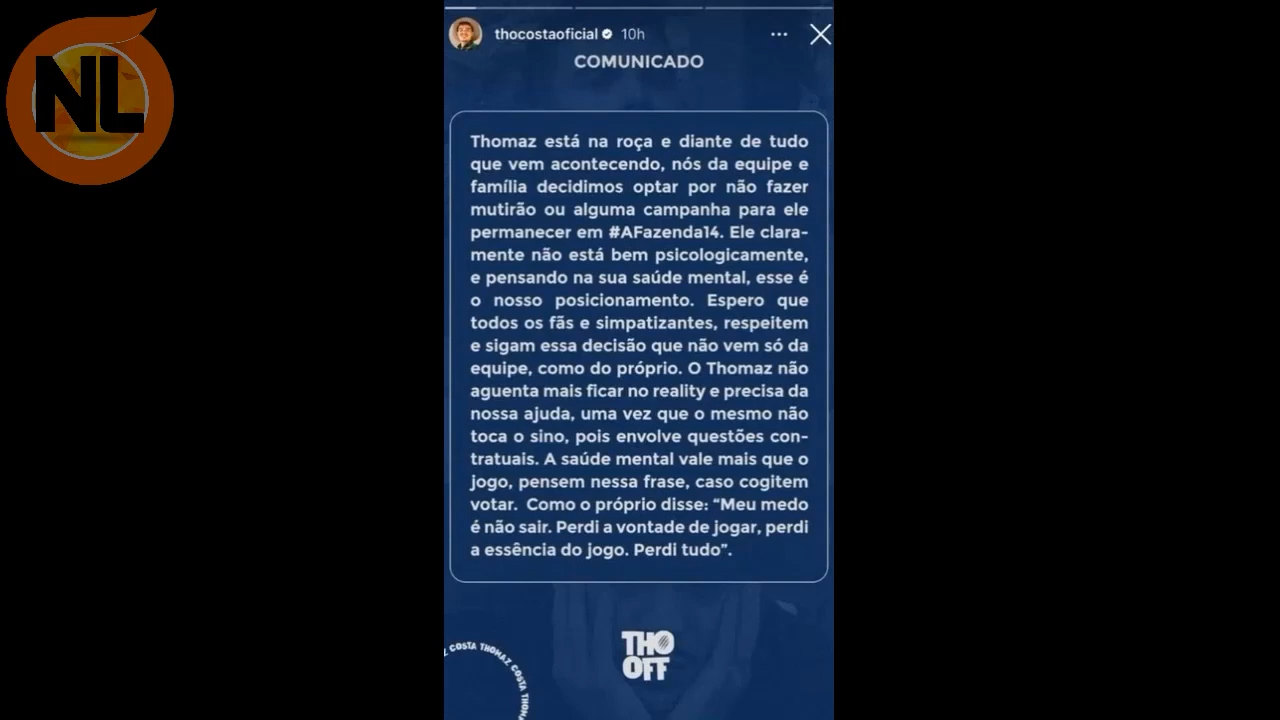 NL
thocostaoficial 10h
COMUNICADO
Thomaz está na roça e diante de tudo
que vem acontecendo, nós da equipe e
família decidimos optar por não fazer
mutirão ou alguma campanha para ele
permanecer em #AFazenda14. Ele clara-
mente não está bem psicologicamente,
e pensando na sua saúde mental, esse é
o nosso posicionamento. Espero que
todos os fãs e simpatizantes, respeitem
e sigam essa decisão que não vem só da
equipe, como do próprio. O Thomaz não
aguenta mais ficar no reality e precisa da
nossa ajuda, uma vez que o mesmo não
toca o sino, pois envolve questões con-
tratuais. A saúde mental vale mais que o
jogo, pensem nessa frase, caso cogitem
votar. Como o próprio disse: “Meu medo
é não sair. Perdi a vontade de jogar, perdi
a essência do jogo. Perdi tudo”.
THO
OFF
COSTA THOMAZ COSTA THOMA